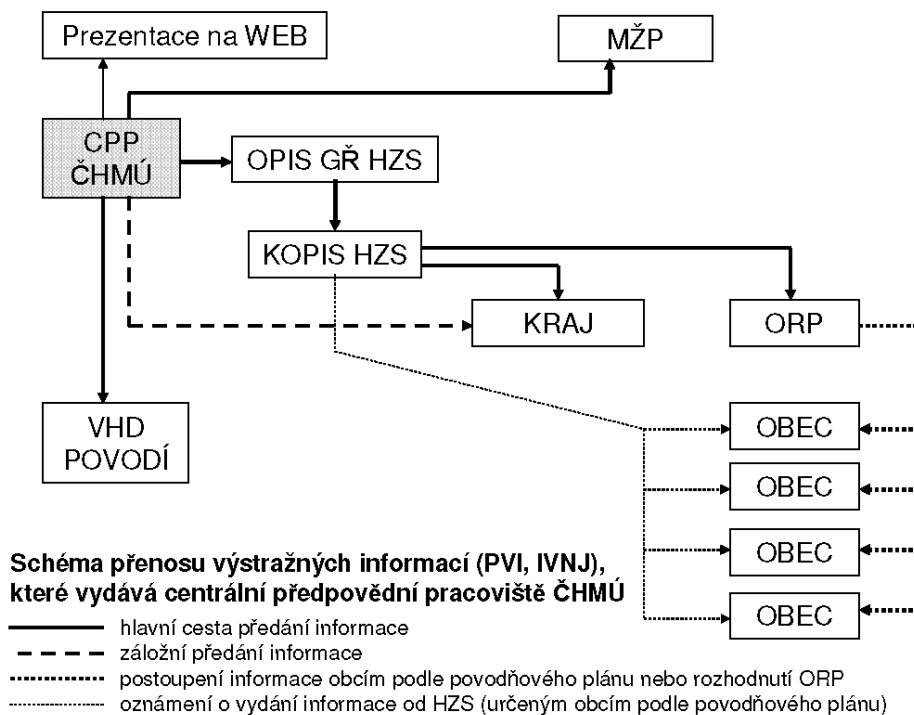 Prezentace na WEB
MŽP
CPP
ČHMÚ
OPIS GŘ HZS
KOPIS HZS
KRAJ
ORP
VHD
POVODÍ
OBEC
OBEC
OBEC
OBEC
Schéma přenosu výstražných informací (PVI, IVNJ),
které vydává centrální předpovědní pracoviště ČHMÚ
hlavní cesta předání informace
záložní předání informace
postoupení informace obcím podle povodňového plánu nebo rozhodnutí ORP
oznámení o vydání informace od HZS (určeným obcím podle povodňového plánu)